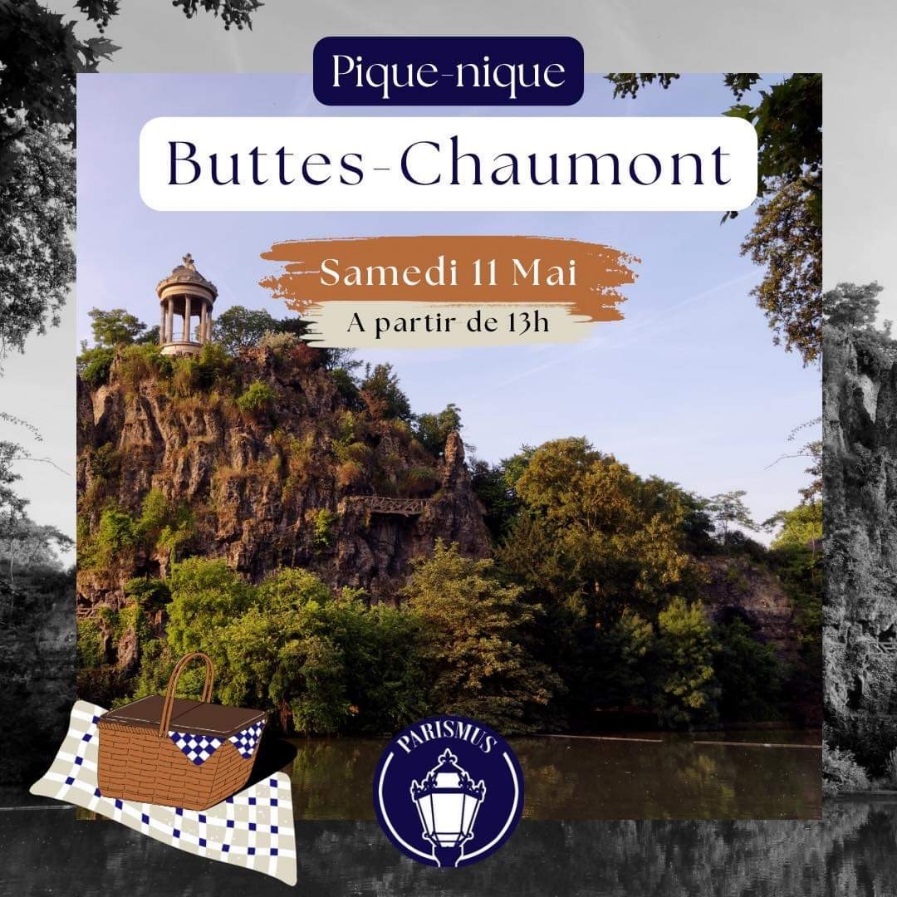 Pique-nique
Buttes-Chaumont
Samedi 11 Mai
A partir de 13h
PARISMUS